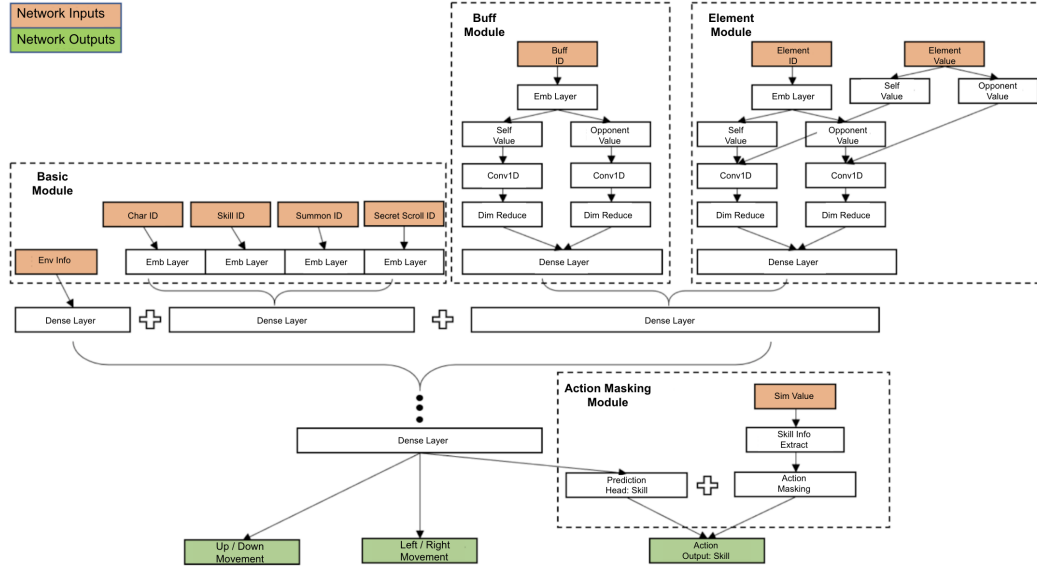 Network Inputs
Network Outputs
Buff
Module
Buff
ID
Emb Layer
Self
Value
Opponent
Value
Conv1D
Conv1D
Dim Reduce
Dim Reduce
Dense Layer
Element
Module
Element
ID
Element
Value
Emb Layer
Self
Value
Opponent
Value
Self
Value
Opponent
Value
Conv1D
Conv1D
Dim Reduce
Dim Reduce
Dense Layer
Basic
Module
Char ID
Skill ID
Summon ID
Secret Scroll ID
Env Info
Emb Layer
Emb Layer
Emb Layer
Emb Layer
Dense Layer
Dense Layer
Dense Layer
Dense Layer
Action Masking
Module
Sim Value
Skill Info
Extract
Prediction
Head: Skill
Action
Masking
Up / Down
Movement
Left / Right
Movement
Action
Output: Skill